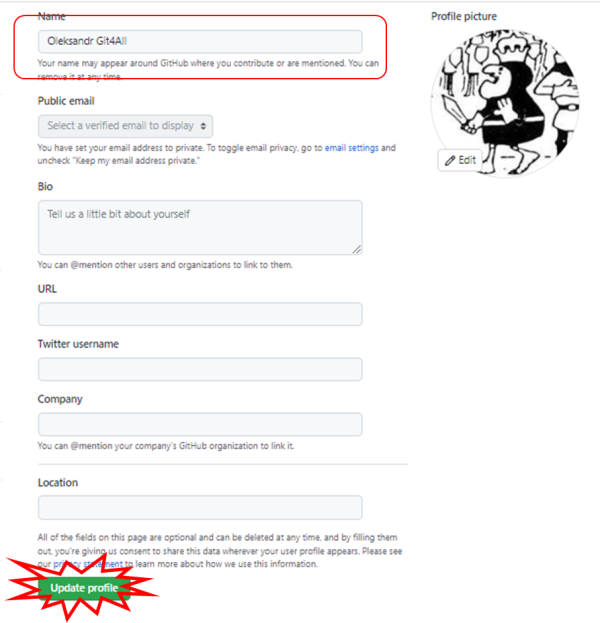 Name
Profile picture
Oleksandr Git4All
Your name may appear around GitHub where you contribute or are mentioned. You can
remove it at any time.
Public email
Select a verified email to display
Edit
You have set your email address to private. To toggle email privacy, go to email settings and
uncheck "Keep my email address private."
Bio
Tell us a little bit about yourself
You can @mention other users and organizations to link to them.
URL
Twitter username
Company
You can @mention your company's GitHub organization to link it.
Location
All of the fields on this page are optional and can be deleted at any time, and by filling them
out, you're giving us consent to share this data wherever your user profile appears. Please see
our privacy statement to learn more about how we use this information.
Update profile